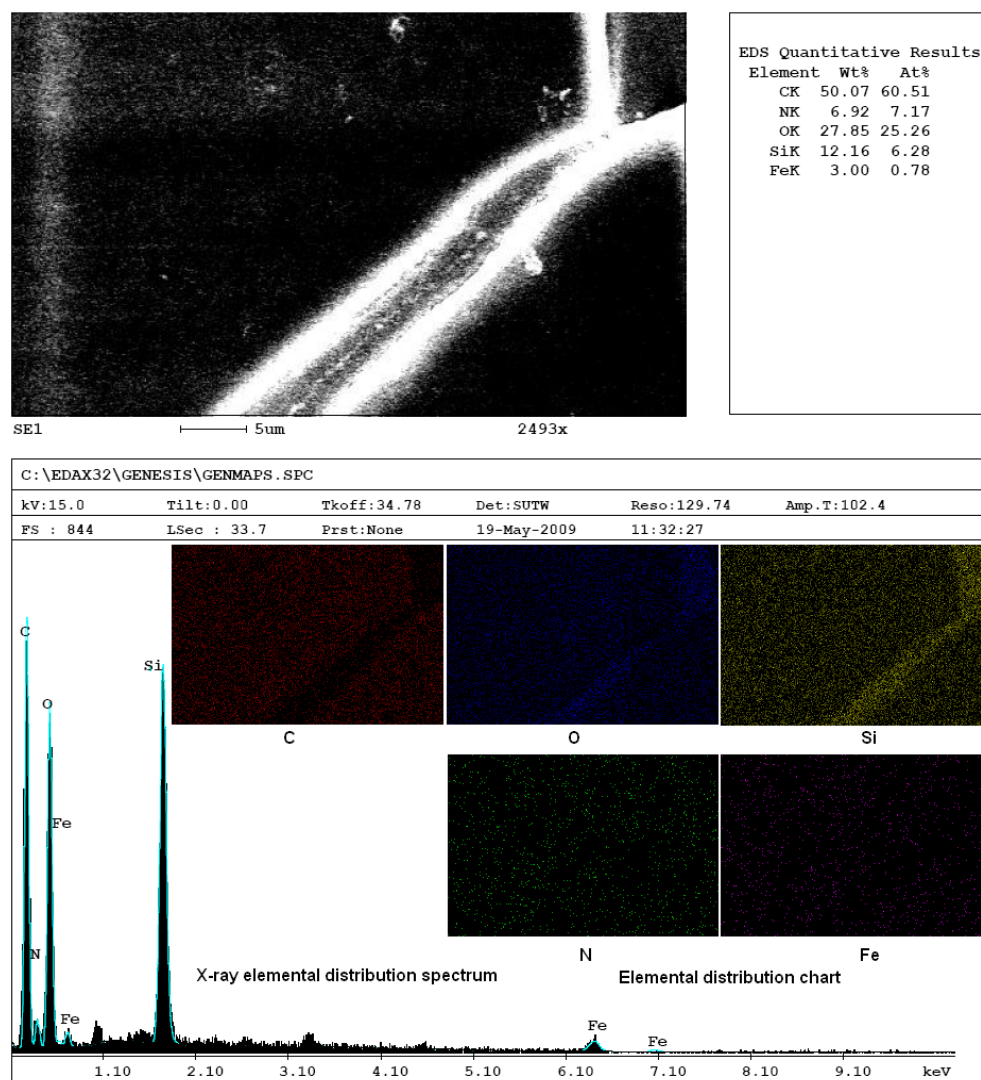 EDS Quantitative Results
Element Wt% At%
CK 50.07 60.51
NK 6.92 7.17
OK 27.85 25.26
SiK 12.16 6.28
FeK 3.00 0.78
SE1 5um 2493x
C:\EDAX32\GENESIS\GENMAPS.SPC
kV:15.0 Tilt:0.00 Tkoff:34.78 Det:SUTW Reso:129.74 Amp.T:102.4
FS : 844 LSec : 33.7 Prst:None 19-May-2009 11:32:27
C
Si
O
C O Si
Fe
N
N Fe
X-ray elemental distribution spectrum Elemental distribution chart
Fe
Fe
Fe
1.10 2.10 3.10 4.10 5.10 6.10 7.10 8.10 9.10 keV